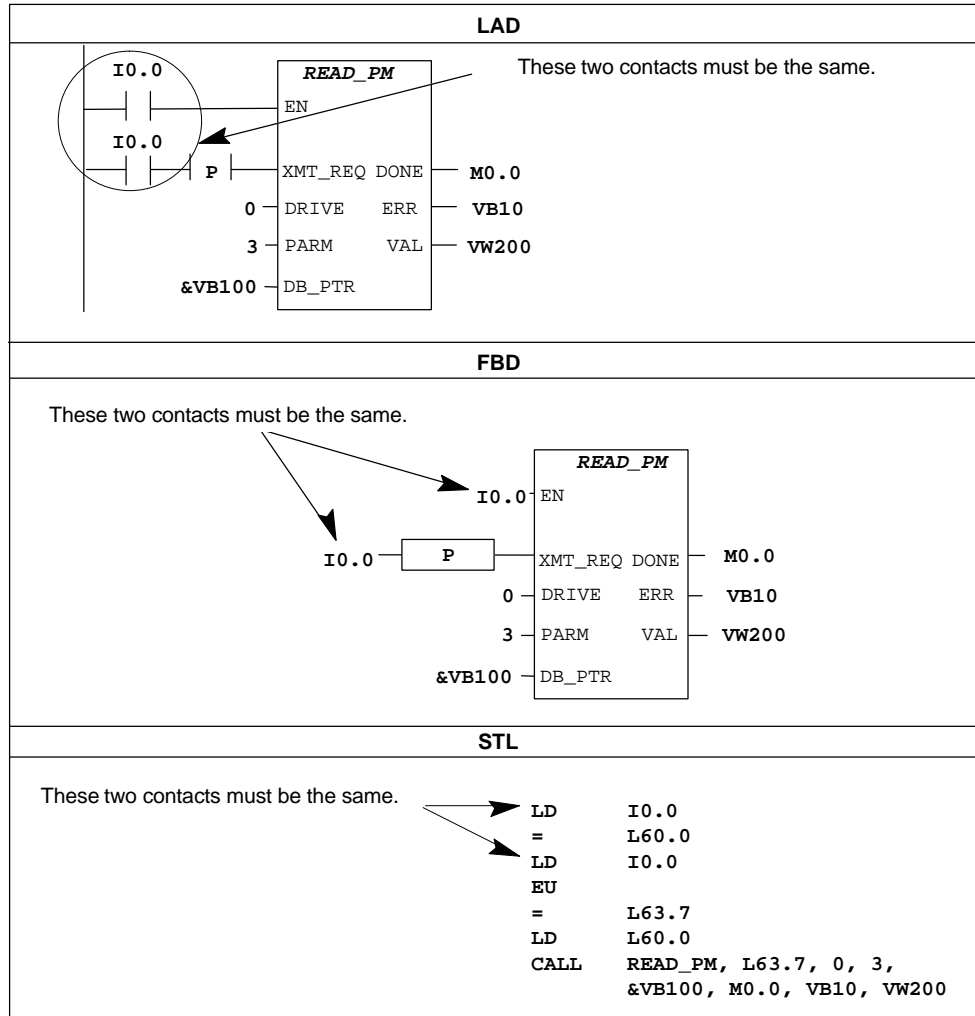 LAD
These two contacts must be the same.
I0.0
READ_PM
EN
I0.0
P
XMT_REQ DONE M0.0
0 DRIVE ERR VB10
3 PARM VAL VW200
&VB100 DB_PTR
FBD
These two contacts must be the same.
READ_PM
I0.0 EN
I0.0 P XMT_REQ DONE M0.0
0 DRIVE ERR VB10
3 PARM VAL VW200
&VB100 DB_PTR
STL
These two contacts must be the same.
LD I0.0
= L60.0
LD I0.0
EU
= L63.7
LD L60.0
CALL READ_PM, L63.7, 0, 3,
&VB100, M0.0, VB10, VW200